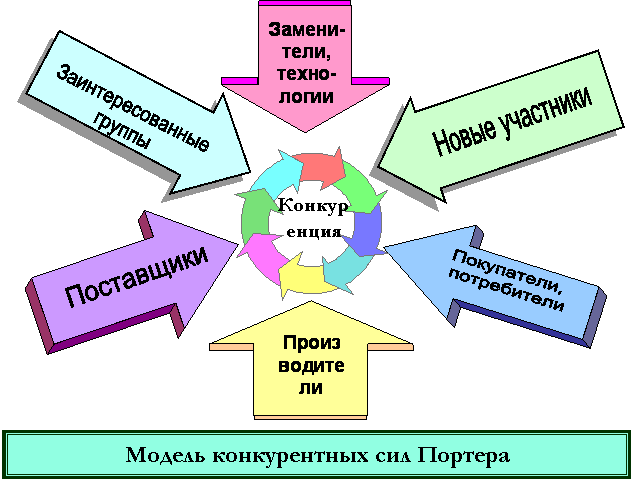 Замени-
тели,
техно-
логии
Заинтересованные
группы
Новые участники
Конкур
енция
Поставщики
Покупатели,
потребители
Произ
водите
ли
Модель конкурентных сил Портера